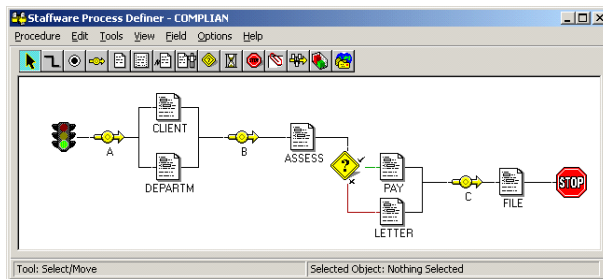 Staffware Process Definer - COMPLIAN
Procedure Edit Tools View Field Options Help
CLIENT
A
B
DEPARTM
ASSESS
?
PAY
LETTER
C
FILE
STOP
Tool: Select/Move
Selected Object: Nothing Selected